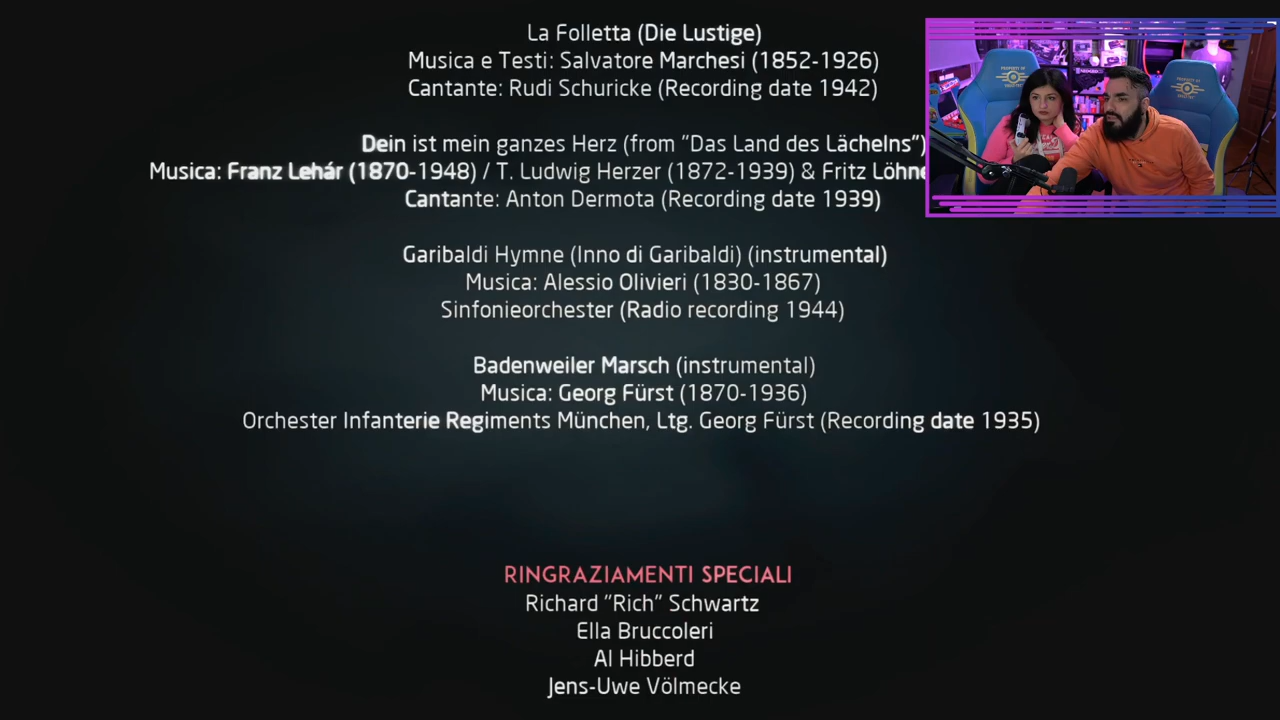 La Folletta (Die Lustige)
Musica e Testi: Salvatore Marchesi (1852-1926)
Cantante: Rudi Schuricke (Recording date 1942)
Dein ist mein ganzes Herz (from "Das Land des Lächelns")
Musica: Franz Lehár (1870-1948) / T. Ludwig Herzer (1872-1939) & Fritz
Cantante: Anton Dermota (Recording date 1939)
Garibaldi Hymne (Inno di Garibaldi) (instrumental)
Musica: Alessio Olivieri (1830-1867)
Sinfonieorchester (Radio recording 1944)
Badenweiler Marsch (instrumental)
Musica: Georg Fürst (1870-1936)
Orchester Infanterie Regiments München, Ltg. Georg Fürst (Recording date 1935)
RINGRAZIAMENTI SPECIALI
Richard "Rich" Schwartz
Ella Bruccoleri
Al Hibberd
Jens-Uwe Völmecke
PROPERTY OF
PROPERTY OF